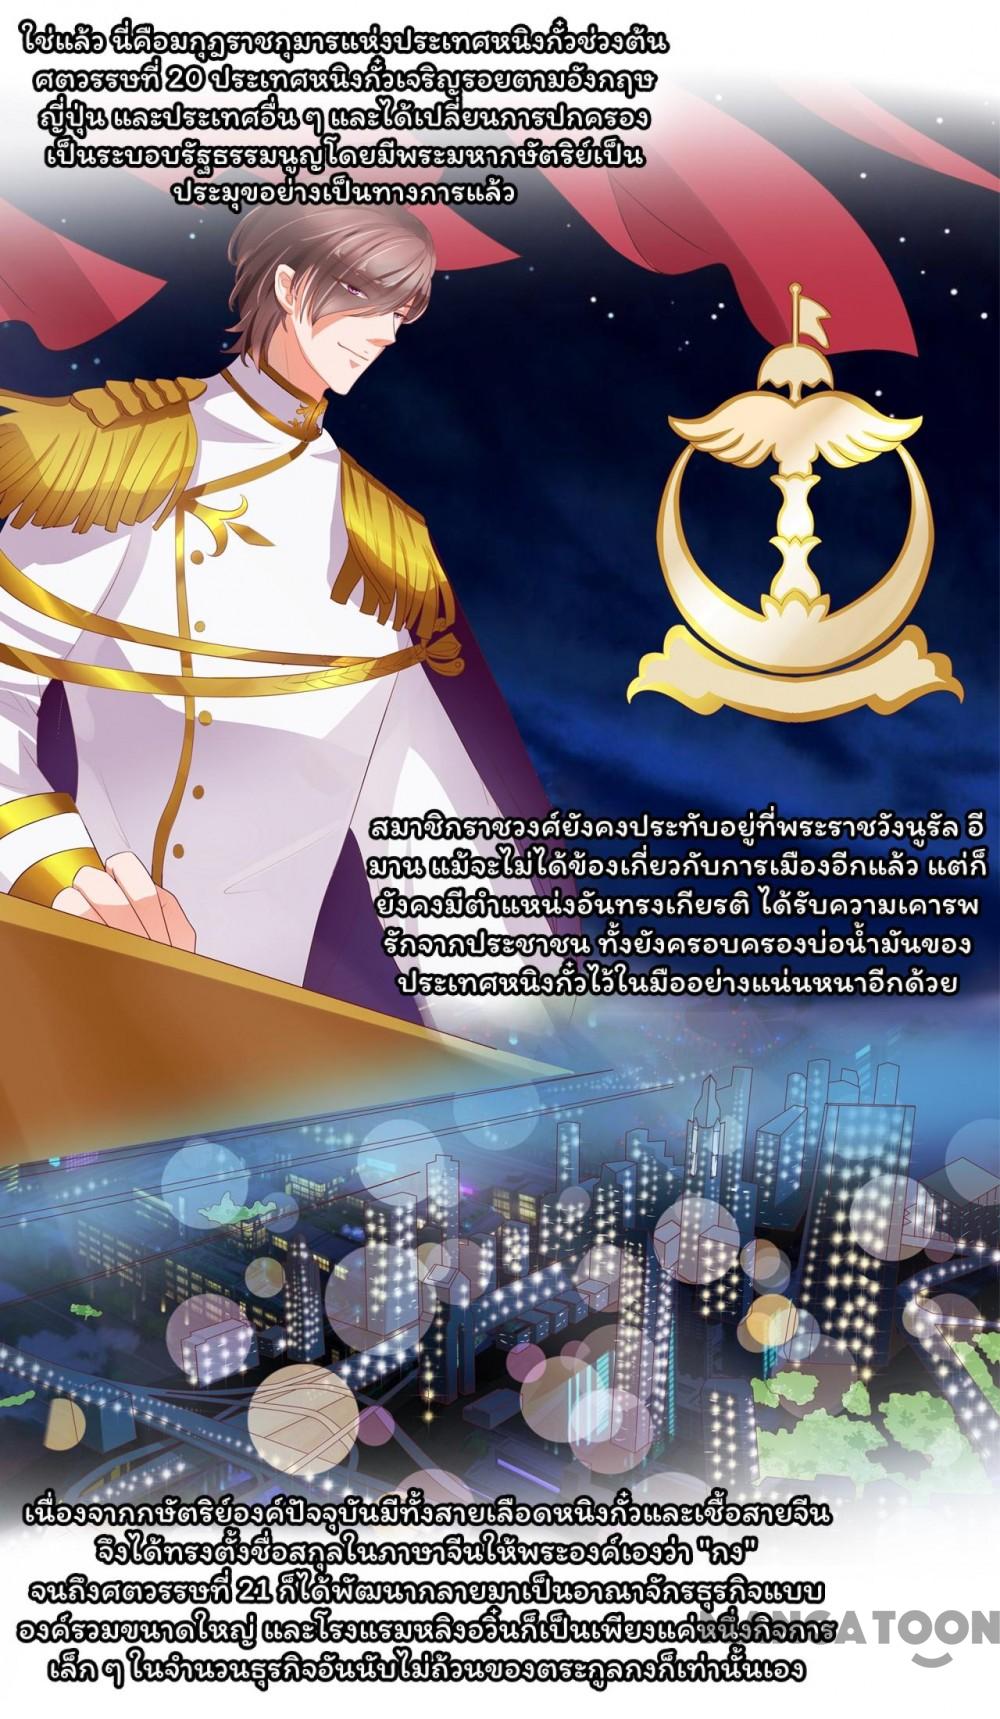 ใช่แล้ว นี่คือมกุฎราชกุมารแห่งประเทศหนิงกั๋วช่วงต้น
ศตวรรษที่ 20 ประเทศหนิงกั๋วเจริญรอยตามอังกฤษ
ญี่ปุ่น และประเทศอื่น ๆ และได้เปลี่ยนการปกครอง
เป็นระบอบรัฐธรรมนูญโดยมีพระมหากษัตริย์เป็น
ประมุขอย่างเป็นทางการแล้ว
สมาชิกราชวงศ์ยังคงประทับอยู่ที่พระราชวังนูรัล อี
มาน แม้จะไม่ได้ข้องเกี่ยวกับการเมืองอีกแล้ว แต่ก็
ยังคงมีตำแหน่งอันทรงเกียรติ ได้รับความเคารพ
รักจากประชาชน ทั้งยังครอบครองบ่อน้ำมันของ
ประเทศหนิงกั๋วไว้ในมืออย่างแน่นหนาอีกด้วย
เนื่องจากกษัตริย์องค์ปัจจุบันมีทั้งสายเลือดหนิงกั๋วและเชื้อสายจีน
จึงได้ทรงตั้งชื่อสกุลในภาษาจีนให้พระองค์เองว่า "กง"
จนถึงศตวรรษที่ 21 ก็ได้พัฒนากลายมาเป็นอาณาจักรธุรกิจแบบ
องค์รวมขนาดใหญ่ และโรงแรมหลิงอวิ๋นก็เป็นเพียงแค่หนึ่งกิจการ
เล็ก ๆ ในจำนวนธุรกิจอันนับไม่ถ้วนของตระกูลกงก็เท่านั้นเอง
MANGATOON